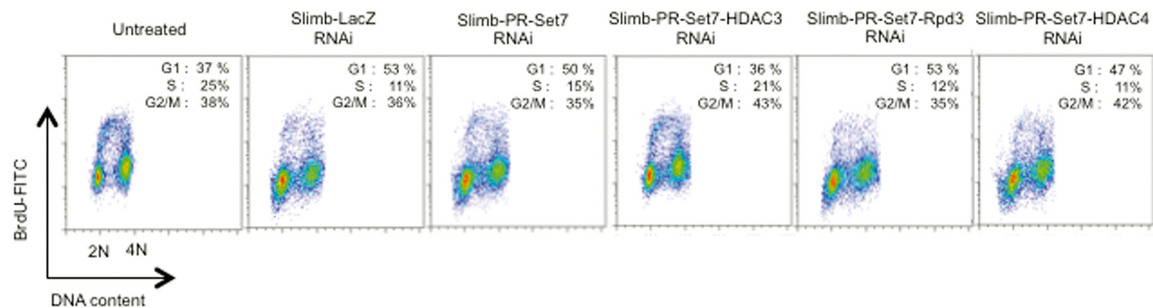 Untreated
G1 : 37 %
S : 25%
G2/M : 38%
Slimb-LacZ
RNAi
G1 : 53 %
S : 11%
G2/M : 36%
Slimb-PR-Set7
RNAi
G1 : 50 %
S : 15%
G2/M : 35%
Slimb-PR-Set7-HDAC3
RNAi
G1 : 36 %
S : 21%
G2/M : 43%
Slimb-PR-Set7-Rpd3
RNAi
G1 : 53 %
S : 12%
G2/M : 35%
Slimb-PR-Set7-HDAC4
RNAi
G1 : 47 %
S : 11%
G2/M : 42%
BrdU-FITC
2N 4N
DNA content